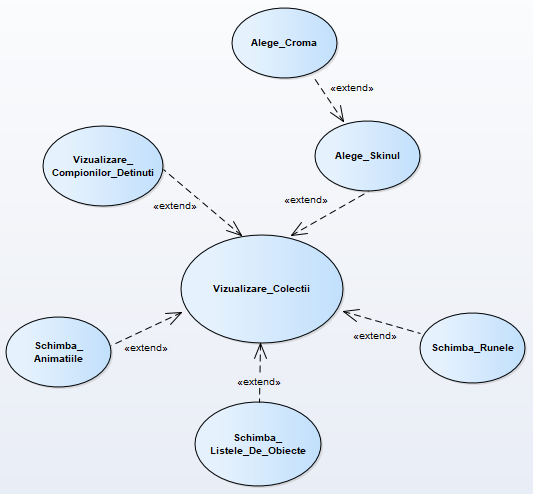 Alege_Croma
«extend»
Alege_Skinul
Vizualizare_
Compionilor_Detinuti
«extend»
«extend»
Vizualizare_Colectii
Schimba_
Animatiile
«extend»
«extend»
Schimba_Runele
«extend»
Schimba_
Listele_De_Obiecte